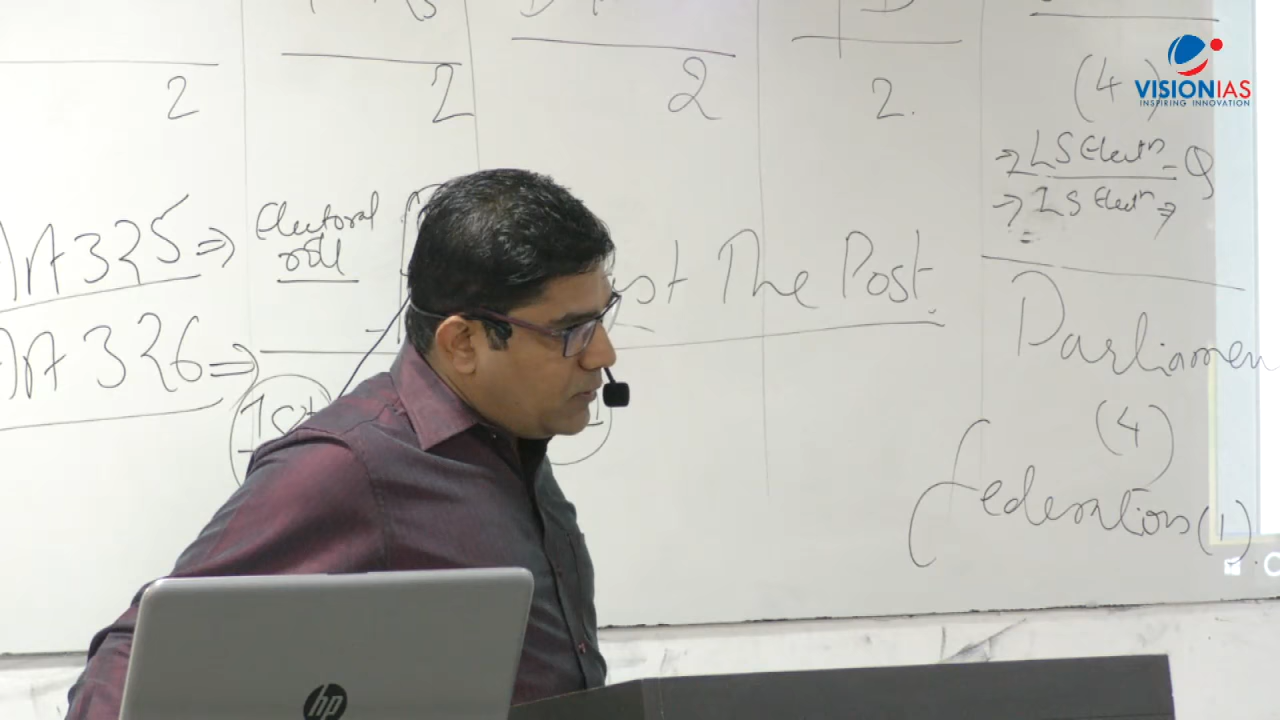 2
2
2
2.
(4)
VISIONIAS
INSPIRING INNOVATION
→ LS Electn - Q
→ LS Electn ⇒
Art 325 ⇒ Electoral
roll
st The Post.
Art 326 ⇒
Parliamen
(4)
federation (1)
hp